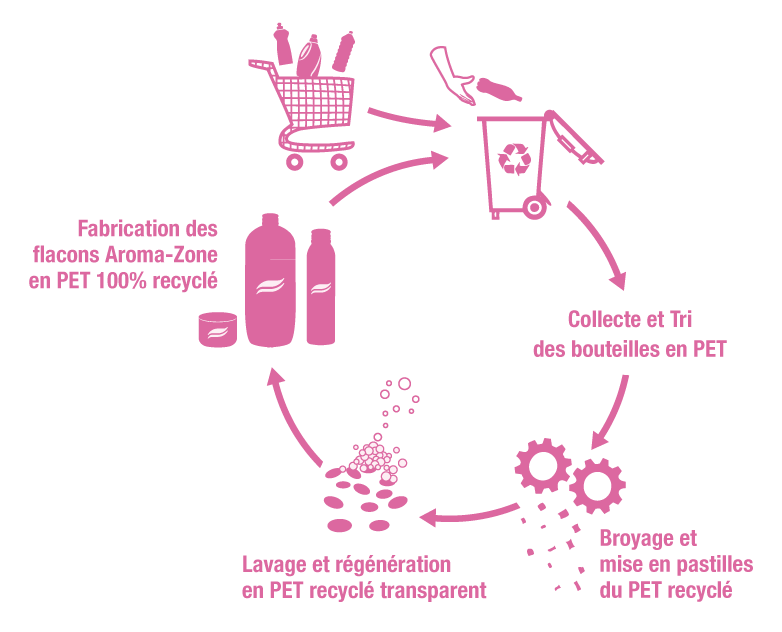 Fabrication des
flacons Aroma-Zone
en PET 100% recyclé
Collecte et Tri
des bouteilles en PET
Broyage et
mise en pastilles
du PET recyclé
Lavage et régénération
en PET recyclé transparent